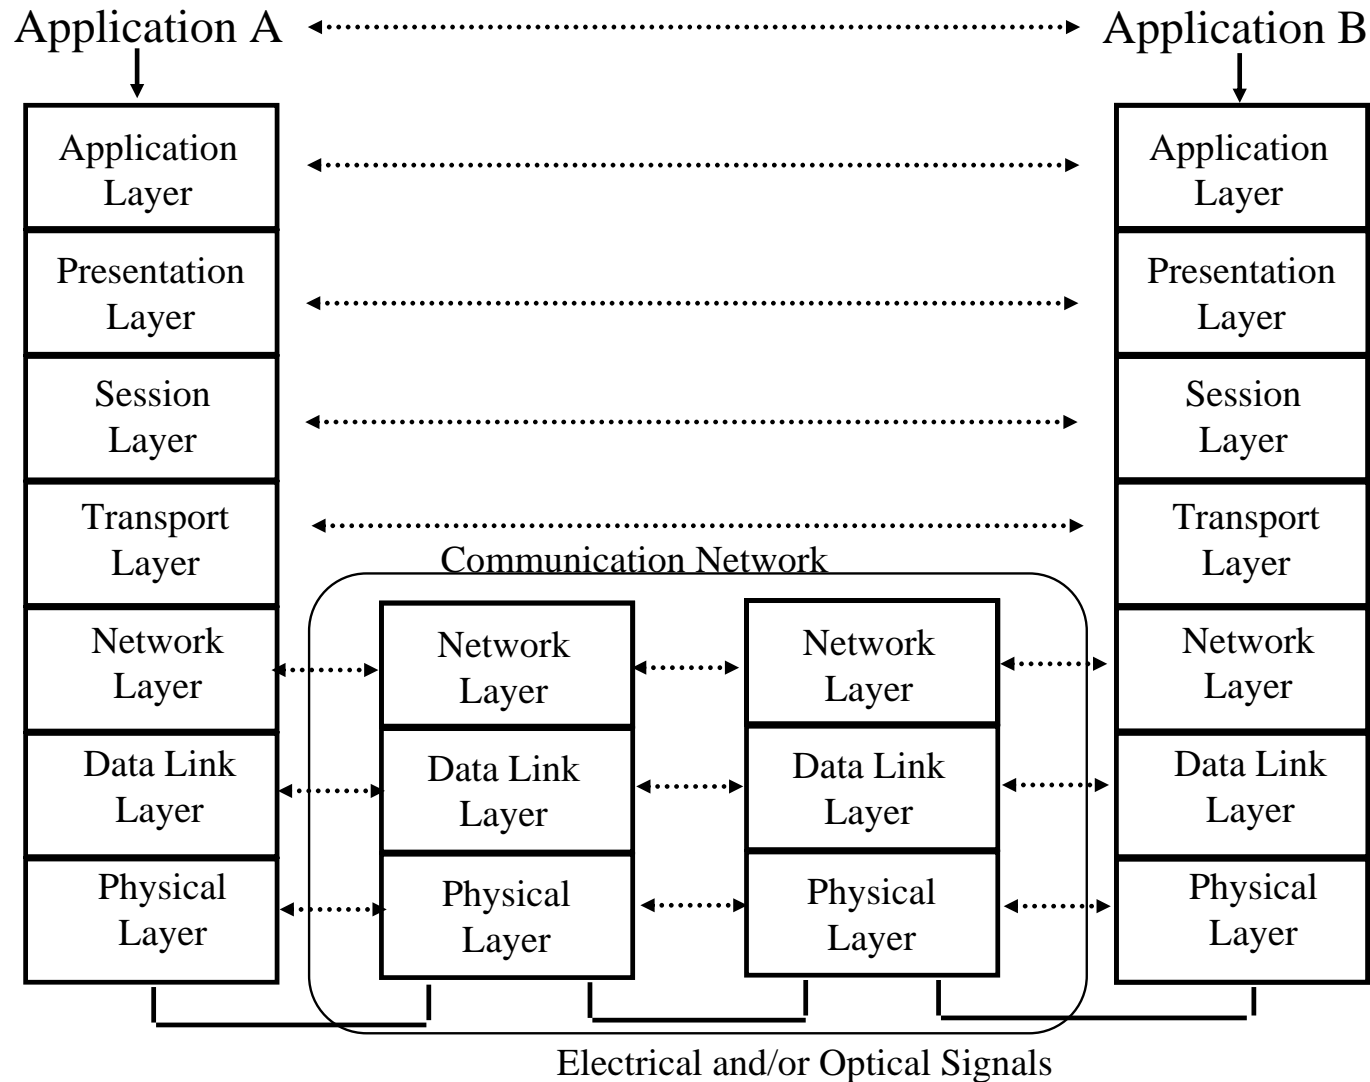 Application A
Application B
Application
Layer
Presentation
Layer
Session
Layer
Transport
Layer
Network
Layer
Data Link
Layer
Physical
Layer
Communication Network
Network
Layer
Data Link
Layer
Physical
Layer
Network
Layer
Data Link
Layer
Physical
Layer
Application
Layer
Presentation
Layer
Session
Layer
Transport
Layer
Network
Layer
Data Link
Layer
Physical
Layer
Electrical and/or Optical Signals